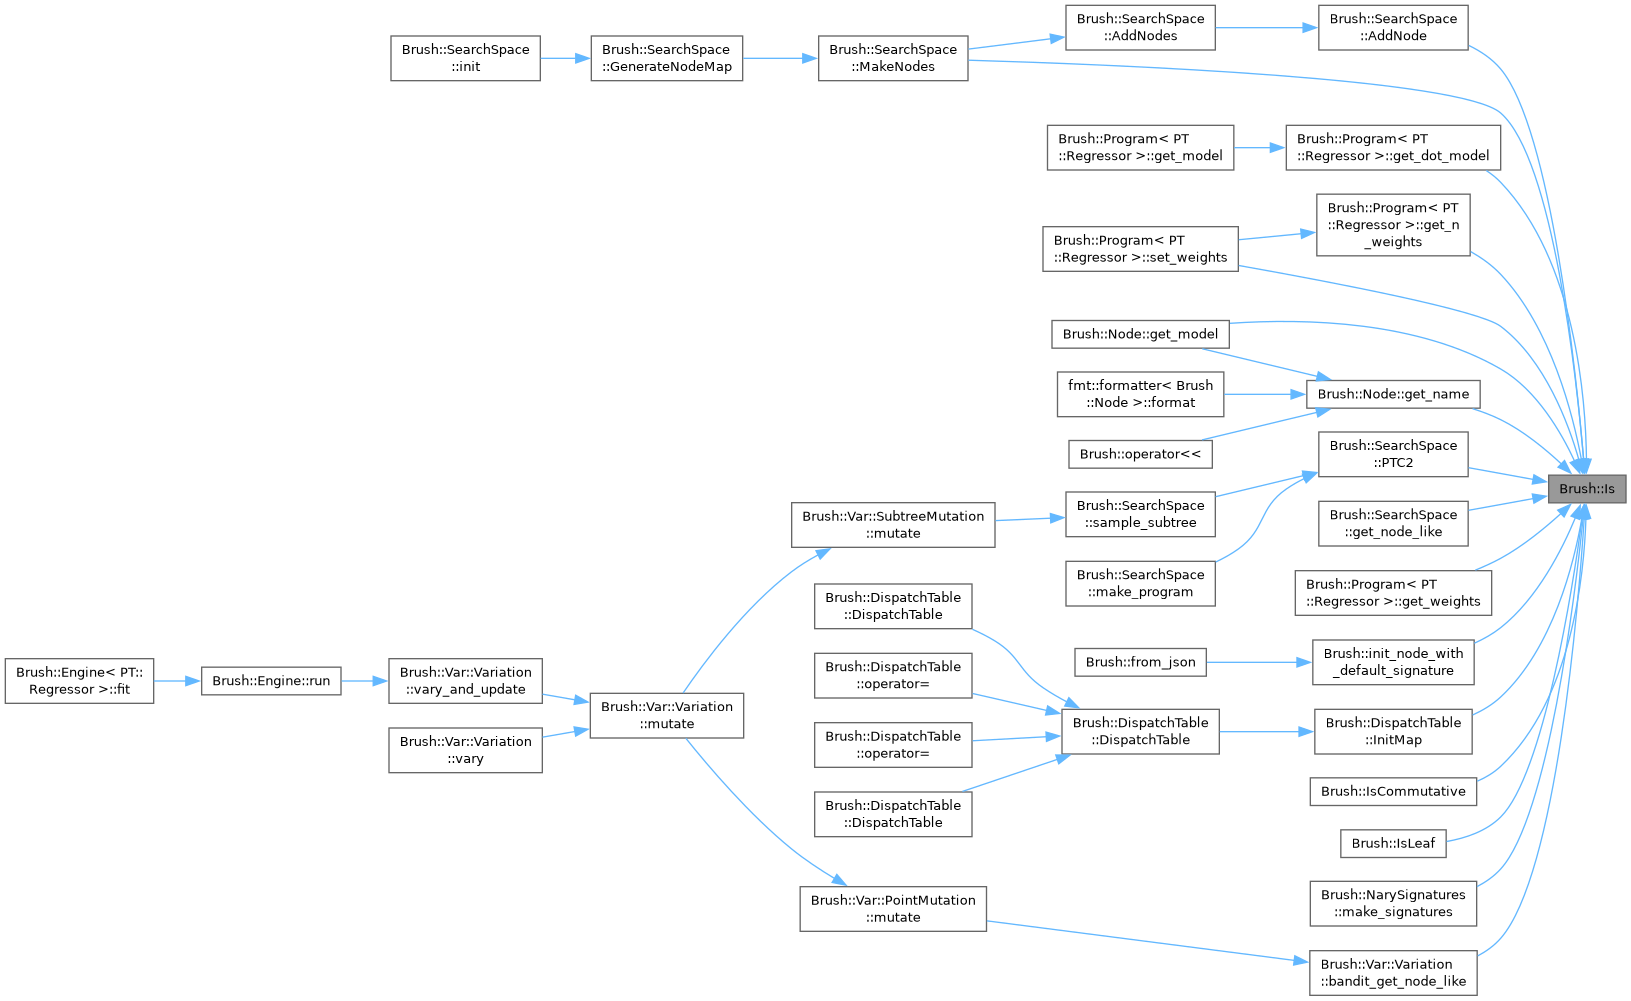 Brush::SearchSpace
::AddNodes
Brush::SearchSpace
::AddNode
Brush::SearchSpace
::init
Brush::SearchSpace
::GenerateNodeMap
Brush::SearchSpace
::MakeNodes
Brush::Program< PT
::Regressor >::get_model
Brush::Program< PT
::Regressor >::get_dot_model
Brush::Program< PT
::Regressor >::get_n
_weights
Brush::Program< PT
::Regressor >::set_weights
Brush::Node::get_model
fmt::formatter< Brush
::Node >::format
Brush::Node::get_name
Brush::operator<<
Brush::SearchSpace
::PTC2
Brush::Is
Brush::Var::SubtreeMutation
::mutate
Brush::SearchSpace
::sample_subtree
Brush::SearchSpace
::get_node_like
Brush::SearchSpace
::make_program
Brush::Program< PT
::Regressor >::get_weights
Brush::DispatchTable
::DispatchTable
Brush::from_json
Brush::init_node_with
_default_signature
Brush::Engine< PT::
Regressor >::fit
Brush::Engine::run
Brush::Var::Variation
::vary_and_update
Brush::DispatchTable
::operator=
Brush::Var::Variation
::mutate
Brush::DispatchTable
::DispatchTable
Brush::DispatchTable
::InitMap
Brush::Var::Variation
::vary
Brush::DispatchTable
::operator=
Brush::IsCommutative
Brush::DispatchTable
::DispatchTable
Brush::IsLeaf
Brush::Var::PointMutation
::mutate
Brush::NarySignatures
::make_signatures
Brush::Var::Variation
::bandit_get_node_like